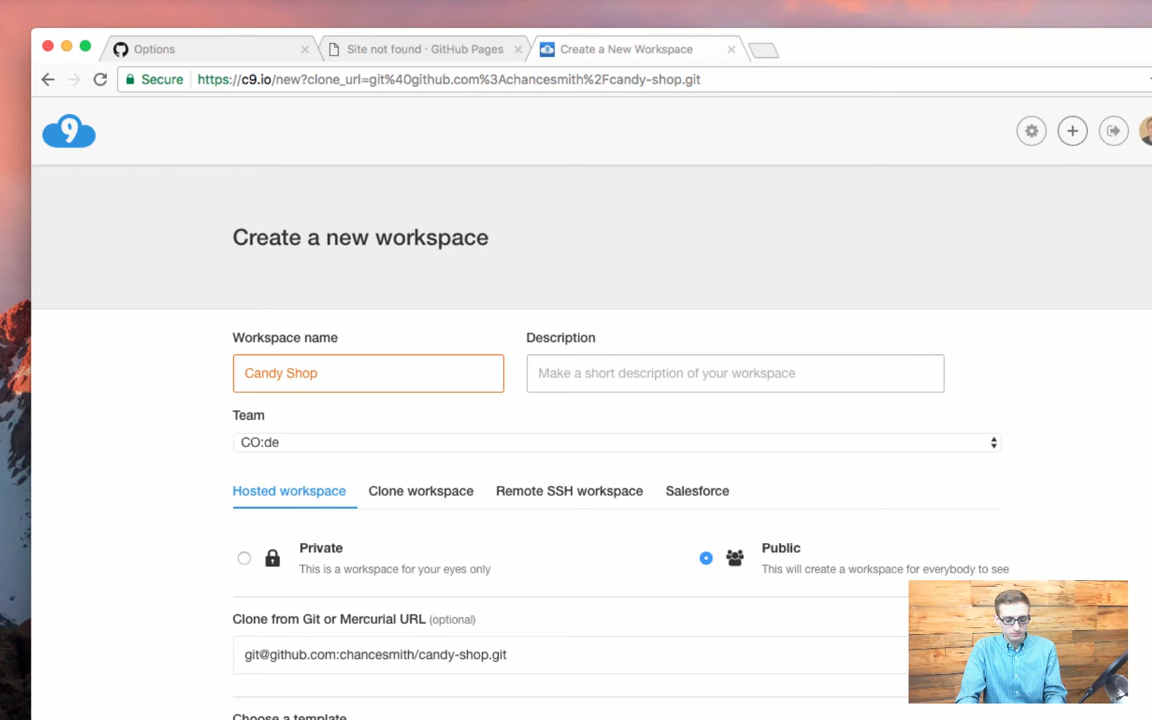 Options
Site not found · GitHub Pages
Create a New Workspace
Secure
https://c9.io/new?clone_url=git%40github.com%3Achancesmith%2Fcandy-shop.git
9
Create a new workspace
Workspace name
Description
Candy Shop
Make a short description of your workspace
Team
CO:de
Hosted workspace
Clone workspace
Remote SSH workspace
Salesforce
Private
This is a workspace for your eyes only
Public
This will create a workspace for everybody to see
Clone from Git or Mercurial URL (optional)
git@github.com:chancesmith/candy-shop.git
Choose a template